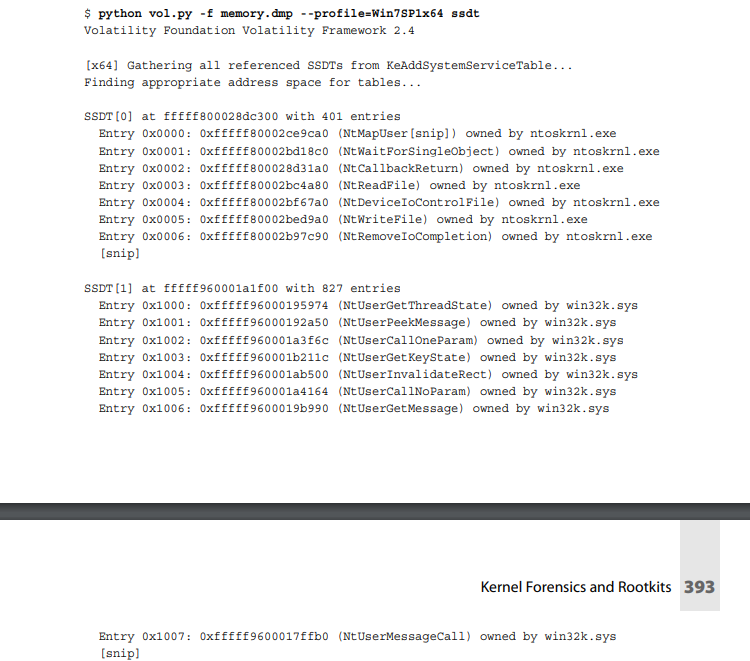 $ python vol.py -f memory.dmp --profile=Win7SP1x64 ssdt
Volatility Foundation Volatility Framework 2.4
[x64] Gathering all referenced SSDTs from KeAddSystemServiceTable...
Finding appropriate address space for tables...
SSDT[0] at fffff800028dc300 with 401 entries
Entry 0x0000: 0xfffff80002ce9ca0 (NtMapUser[snip]) owned by ntoskrnl.exe
Entry 0x0001: 0xfffff80002bd18c0 (NtWaitForSingleObject) owned by ntoskrnl.exe
Entry 0x0002: 0xfffff800028d31a0 (NtCallbackReturn) owned by ntoskrnl.exe
Entry 0x0003: 0xfffff80002bc4a80 (NtReadFile) owned by ntoskrnl.exe
Entry 0x0004: 0xfffff80002bf67a0 (NtDeviceIoControlFile) owned by ntoskrnl.exe
Entry 0x0005: 0xfffff80002bed9a0 (NtWriteFile) owned by ntoskrnl.exe
Entry 0x0006: 0xfffff80002b97c90 (NtRemoveIoCompletion) owned by ntoskrnl.exe
[snip]
SSDT[1] at fffff960001a1f00 with 827 entries
Entry 0x1000: 0xfffff96000195974 (NtUserGetThreadState) owned by win32k.sys
Entry 0x1001: 0xfffff96000192a50 (NtUserPeekMessage) owned by win32k.sys
Entry 0x1002: 0xfffff960001a3f6c (NtUserCallOneParam) owned by win32k.sys
Entry 0x1003: 0xfffff960001b211c (NtUserGetKeyState) owned by win32k.sys
Entry 0x1004: 0xfffff960001ab500 (NtUserInvalidateRect) owned by win32k.sys
Entry 0x1005: 0xfffff960001a4164 (NtUserCallNoParam) owned by win32k.sys
Entry 0x1006: 0xfffff9600019b990 (NtUserGetMessage) owned by win32k.sys
Kernel Forensics and Rootkits 393
Entry 0x1007: 0xfffff9600017ffb0 (NtUserMessageCall) owned by win32k.sys
[snip]